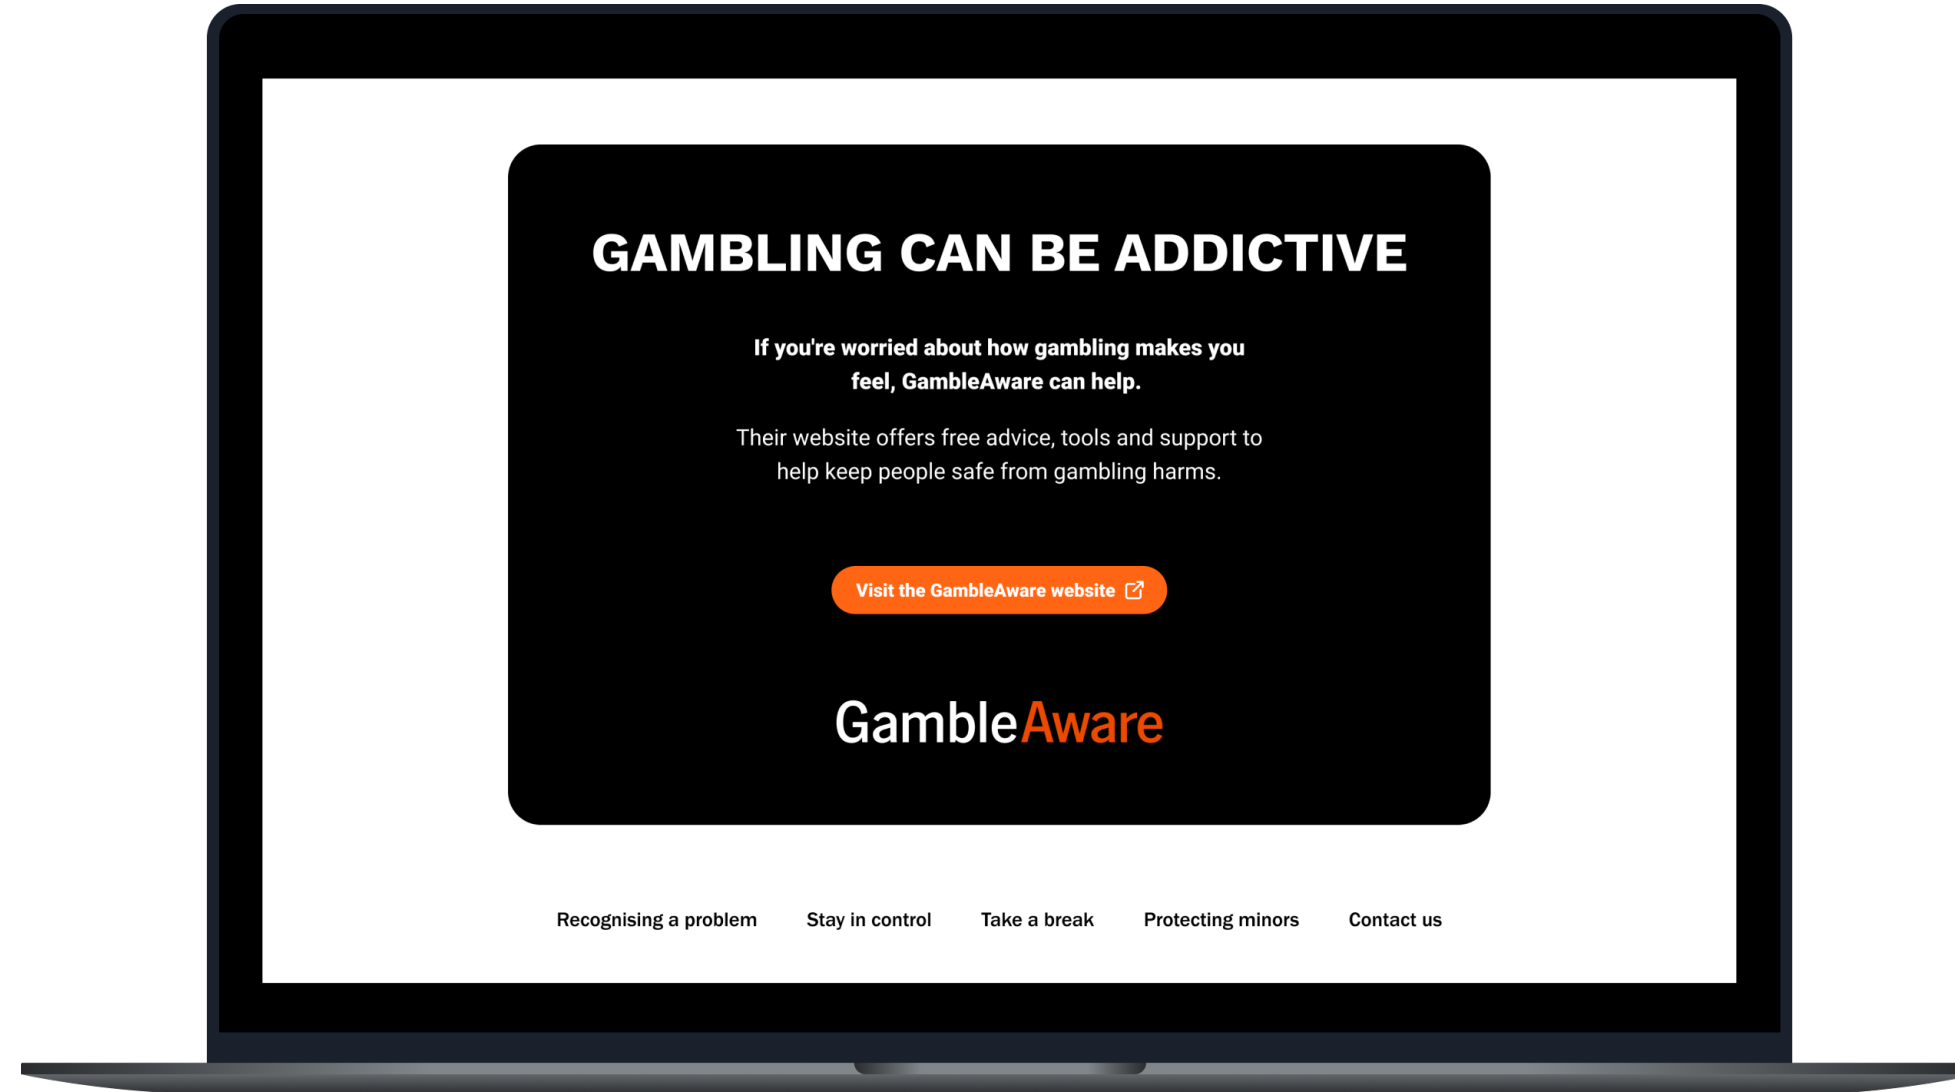 GAMBLING CAN BE ADDICTIVE
If you're worried about how gambling makes you
feel, GambleAware can help.
Their website offers free advice, tools and support to
help keep people safe from gambling harms.
Visit the GambleAware website
GambleAware
Recognising a problem Stay in control Take a break Protecting minors Contact us